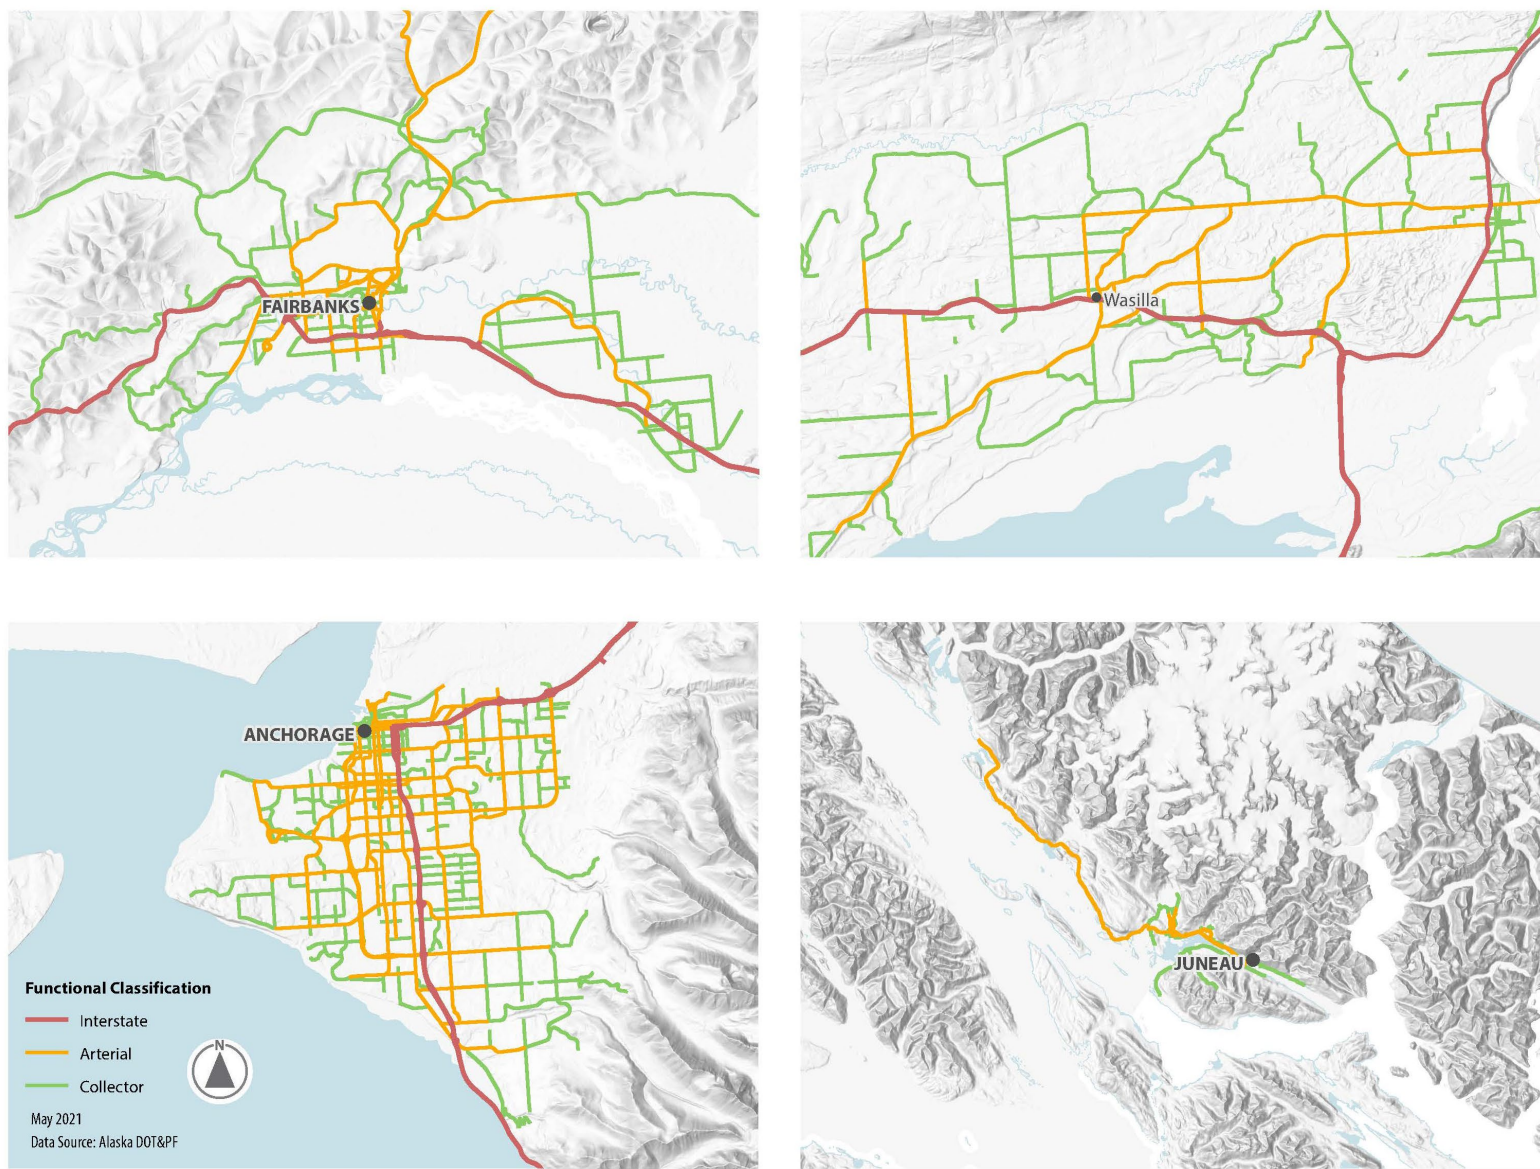 FAIRBANKS
Wasilla
ANCHORAGE
JUNEAU
Functional Classification
Interstate
Arterial
Collector
N
May 2021
Data Source: Alaska DOT&PF